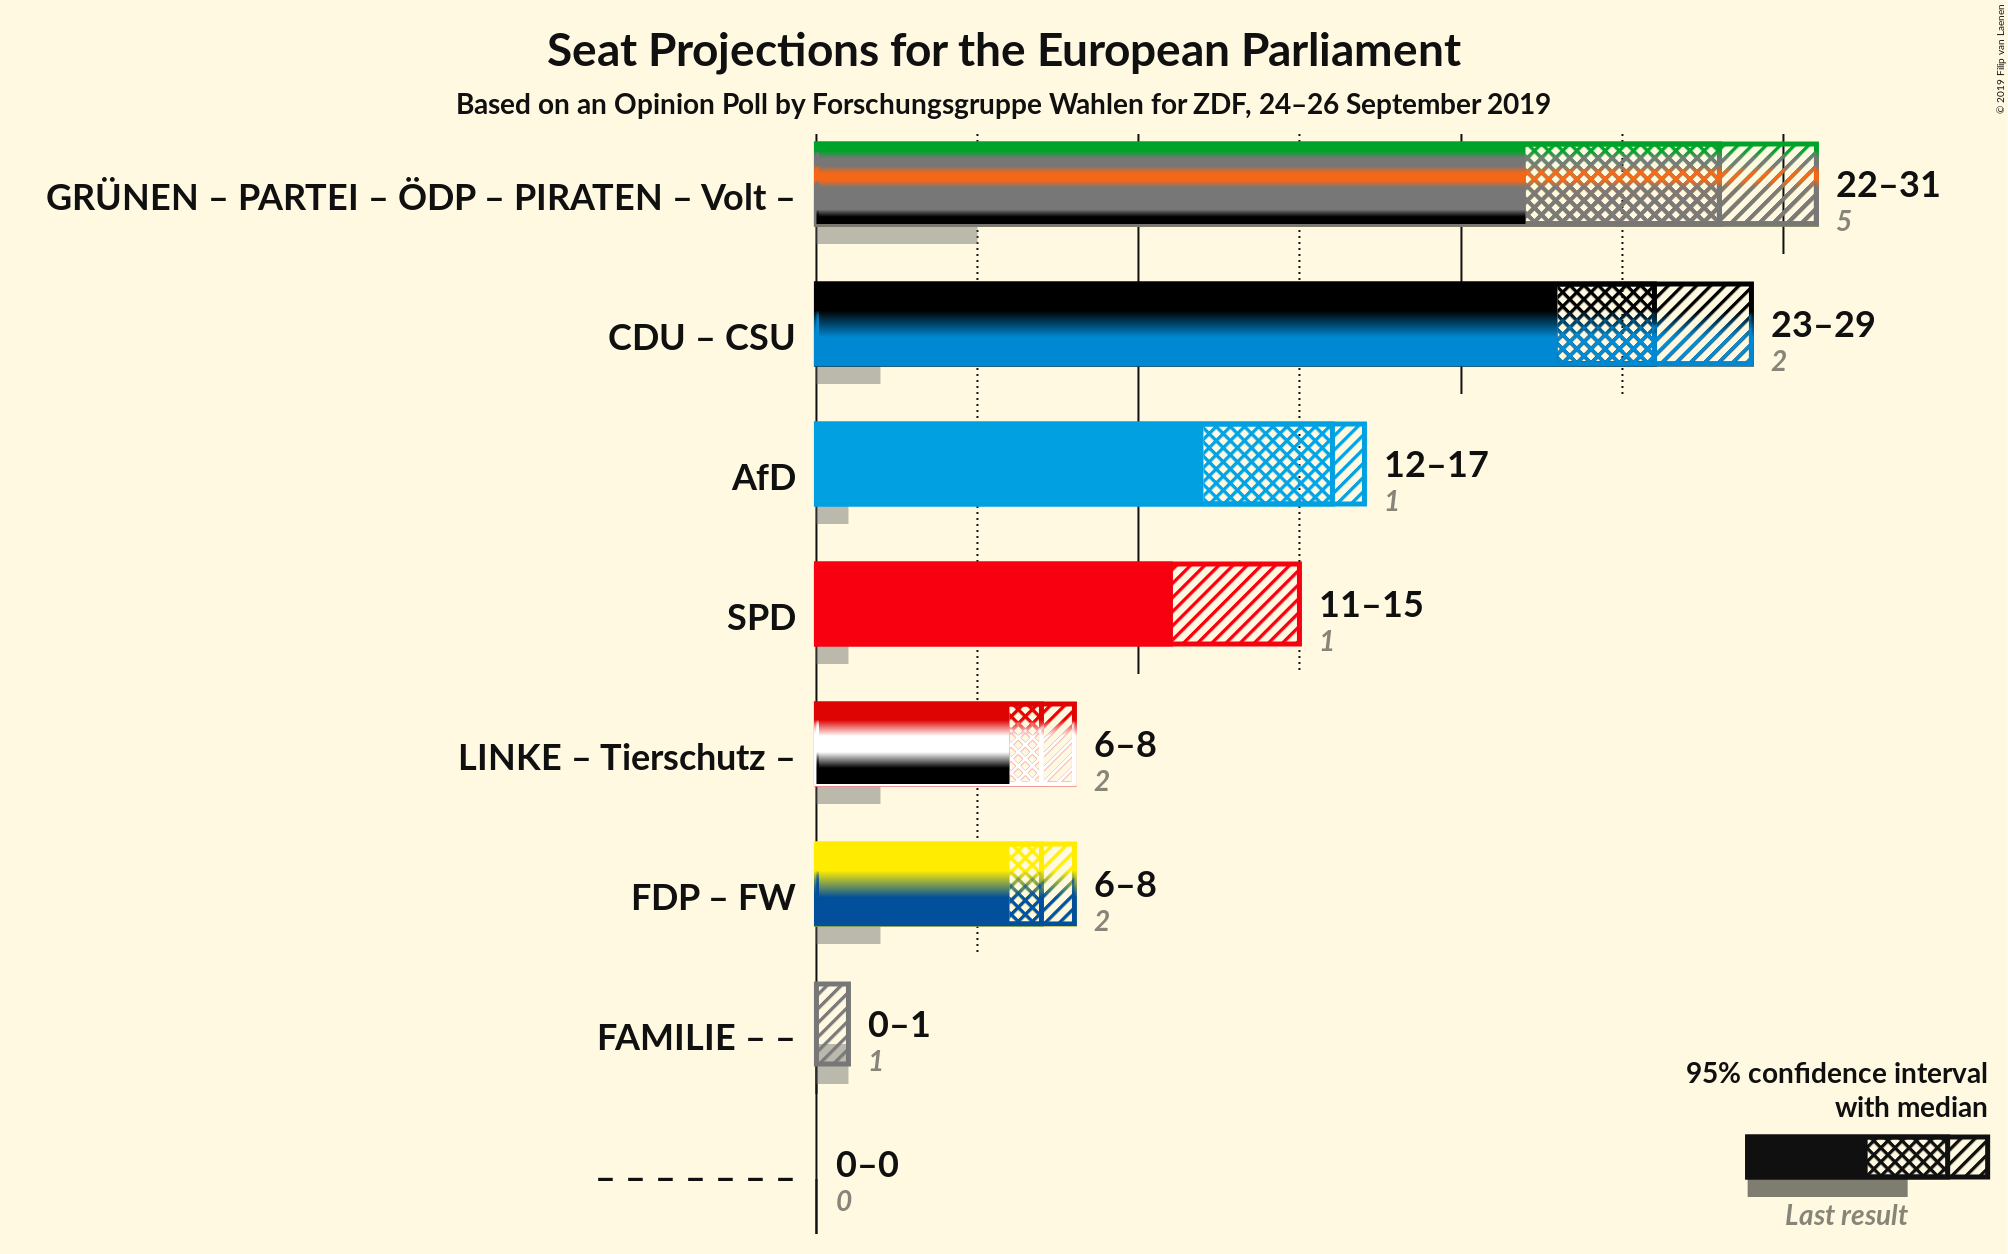 Seat Projections for the European Parliament
Based on an Opinion Poll by Forschungsgruppe Wahlen for ZDF, 24–26 September 2019
© 2019 Filip van Laenen
GRÜNEN – PARTEI – ÖDP – PIRATEN – Volt –
22–31
5
CDU – CSU
23–29
2
AfD
12–17
1
SPD
11–15
1
LINKE – Tierschutz –
6–8
2
FDP – FW
6–8
2
FAMILIE – –
0–1
1
– – – – – – –
0–0
0
95% confidence interval
with median
Last result